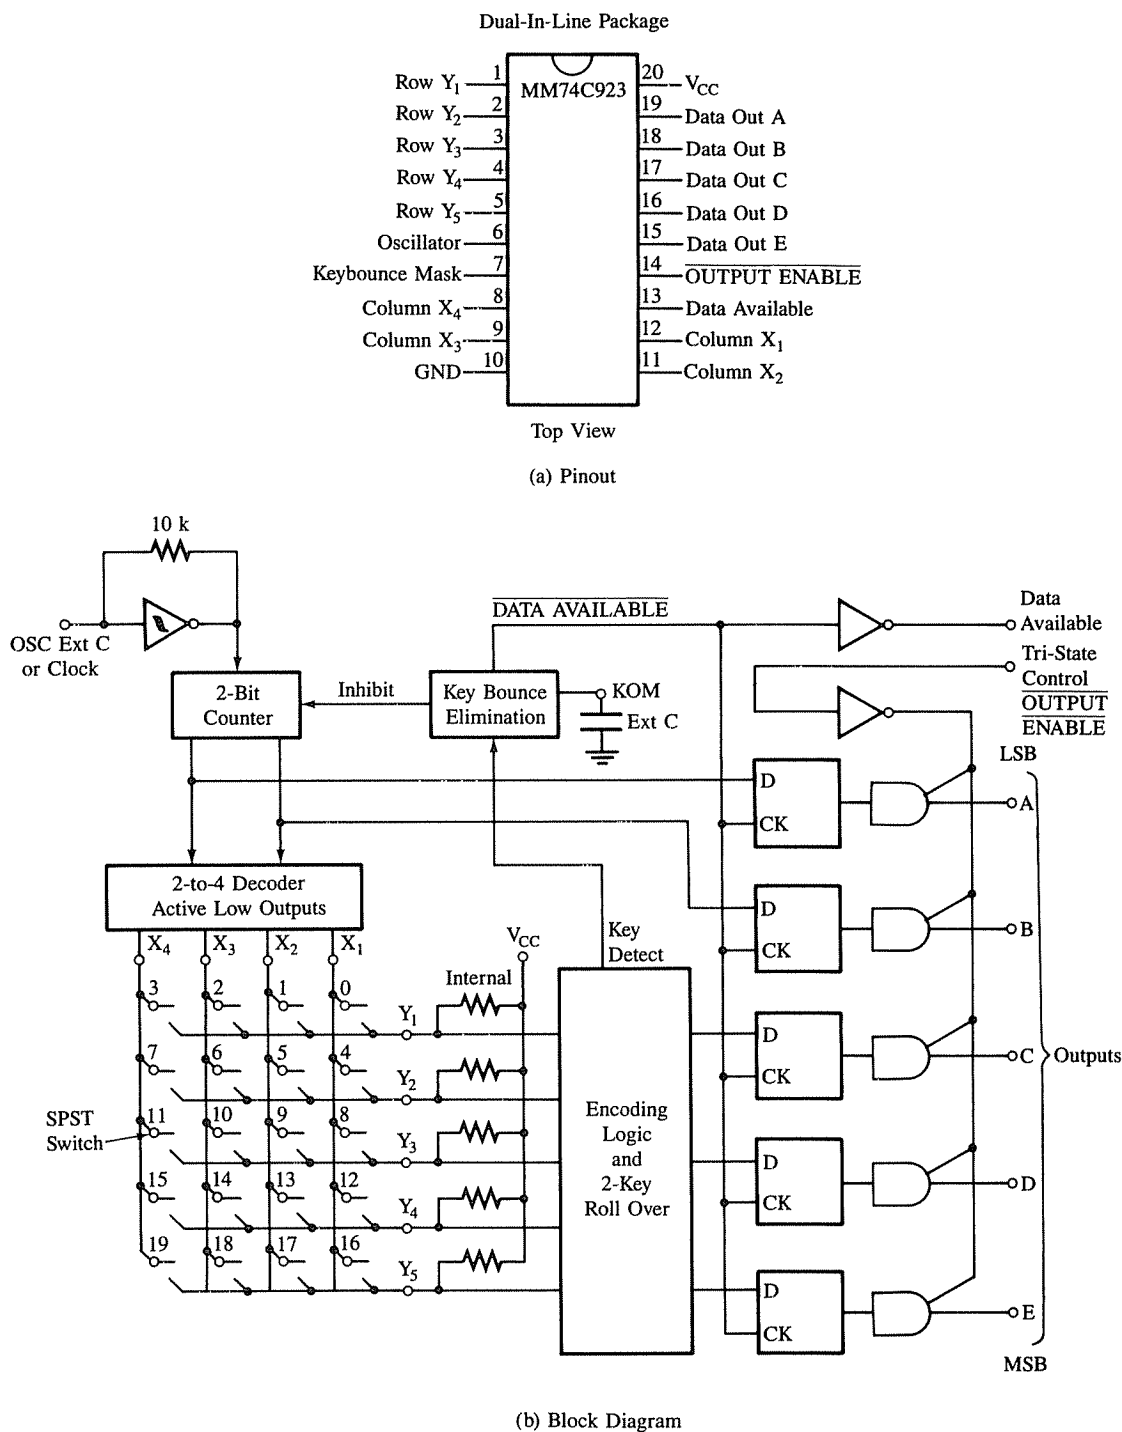 Dual-In-Line Package
MM74C923
Row Y1 1
Row Y2 2
Row Y3 3
Row Y4 4
Row Y5 5
Oscillator 6
Keybounce Mask 7
Column X4 8
Column X3 9
GND 10
20 VCC
19 Data Out A
18 Data Out B
17 Data Out C
16 Data Out D
15 Data Out E
14 OUTPUT ENABLE
13 Data Available
12 Column X1
11 Column X2
Top View
(a) Pinout
10 k
OSC Ext C
or Clock
2-Bit
Counter
Inhibit
DATA AVAILABLE
Key Bounce
Elimination
KOM
Ext C
Data
Available
Tri-State
Control
OUTPUT
ENABLE
LSB
2-to-4 Decoder
Active Low Outputs
X4 X3 X2 X1
Key
Detect
VCC
Internal
3 2 1 0
Y1
7 6 5 4
Y2
SPST
Switch
11 10 9 8
Y3
15 14 13 12
Y4
19 18 17 16
Y5
Encoding
Logic
and
2-Key
Roll Over
D
CK
A
D
CK
B
D
CK
C
Outputs
D
CK
D
D
CK
E
MSB
(b) Block Diagram